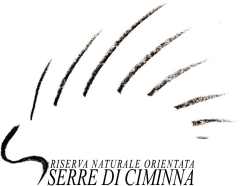 RISERVA NATURALE ORIENTATA
SERRE DI CIMINNA